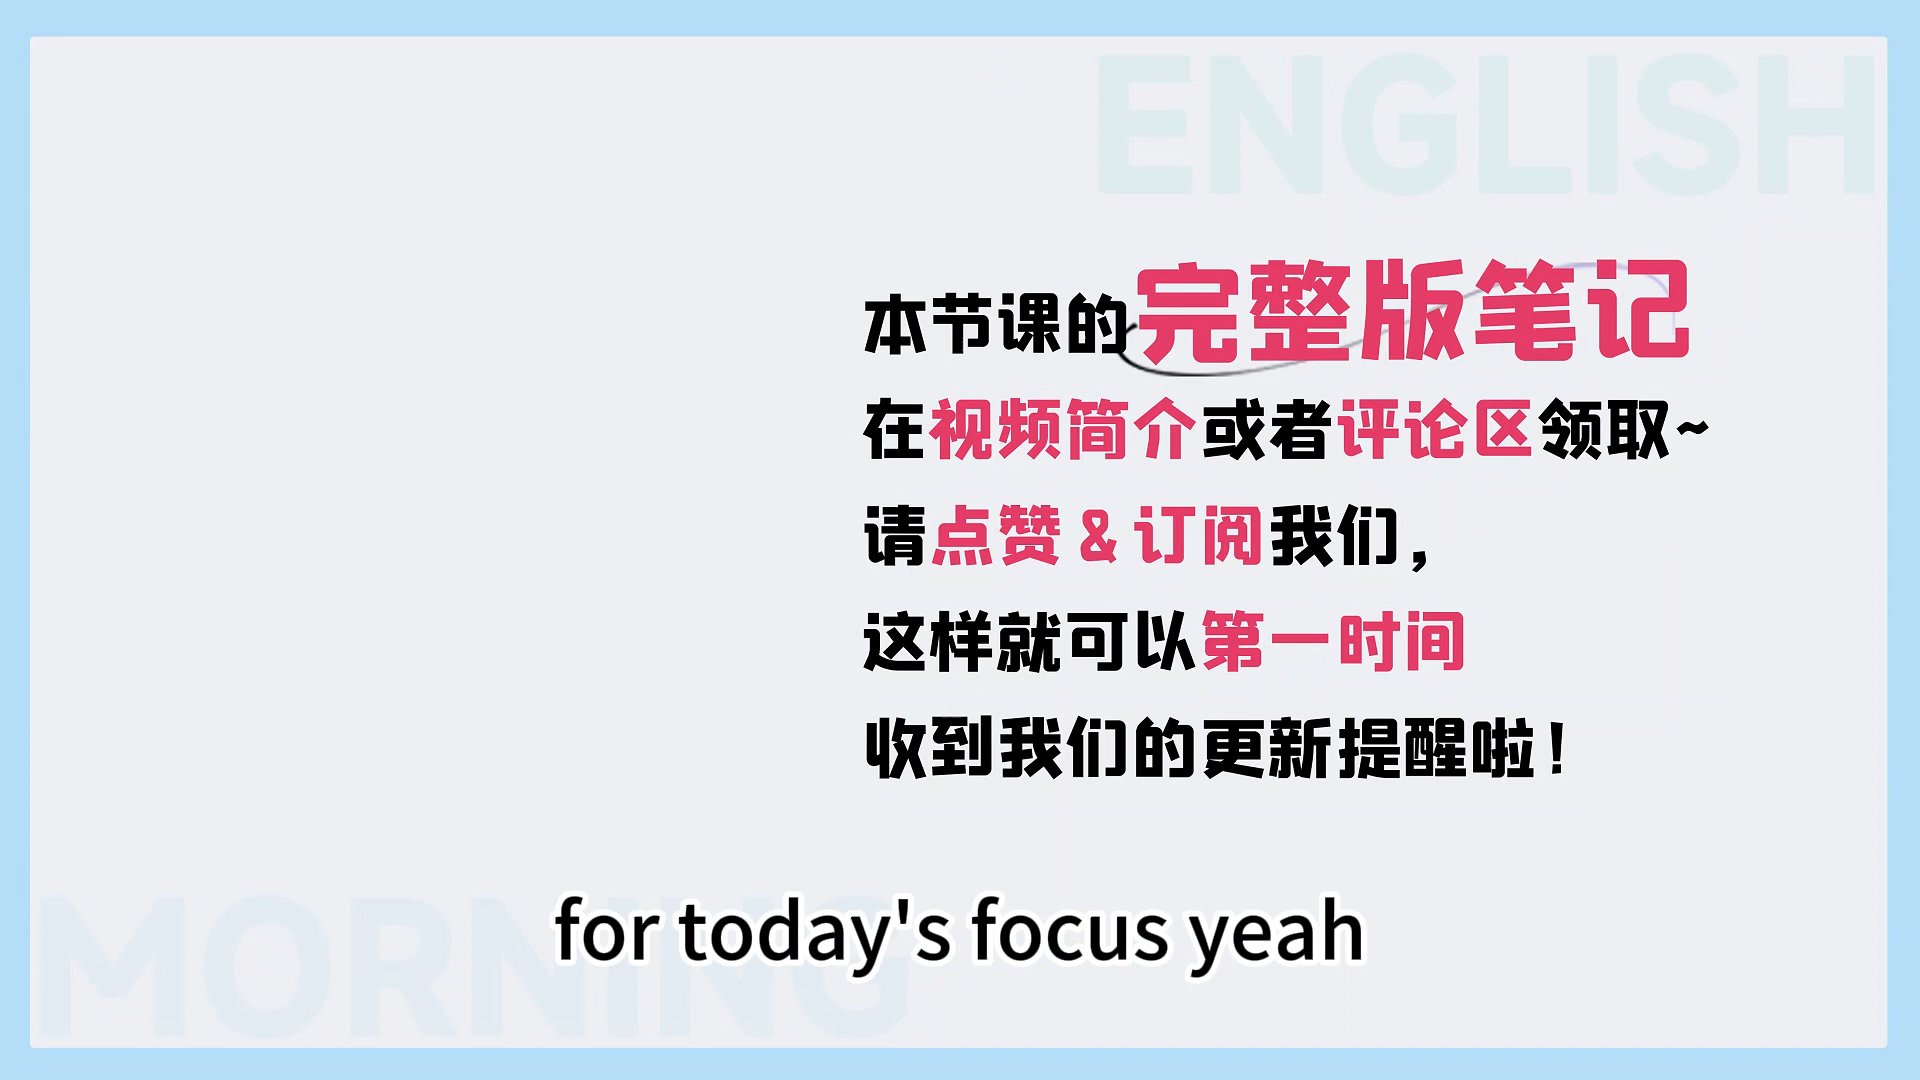 ENGLISH
本节课的完整版笔记
在视频简介或者评论区领取~
请点赞&订阅我们，
这样就可以第一时间
收到我们的更新提醒啦！
MORNING
for today's focus yeah